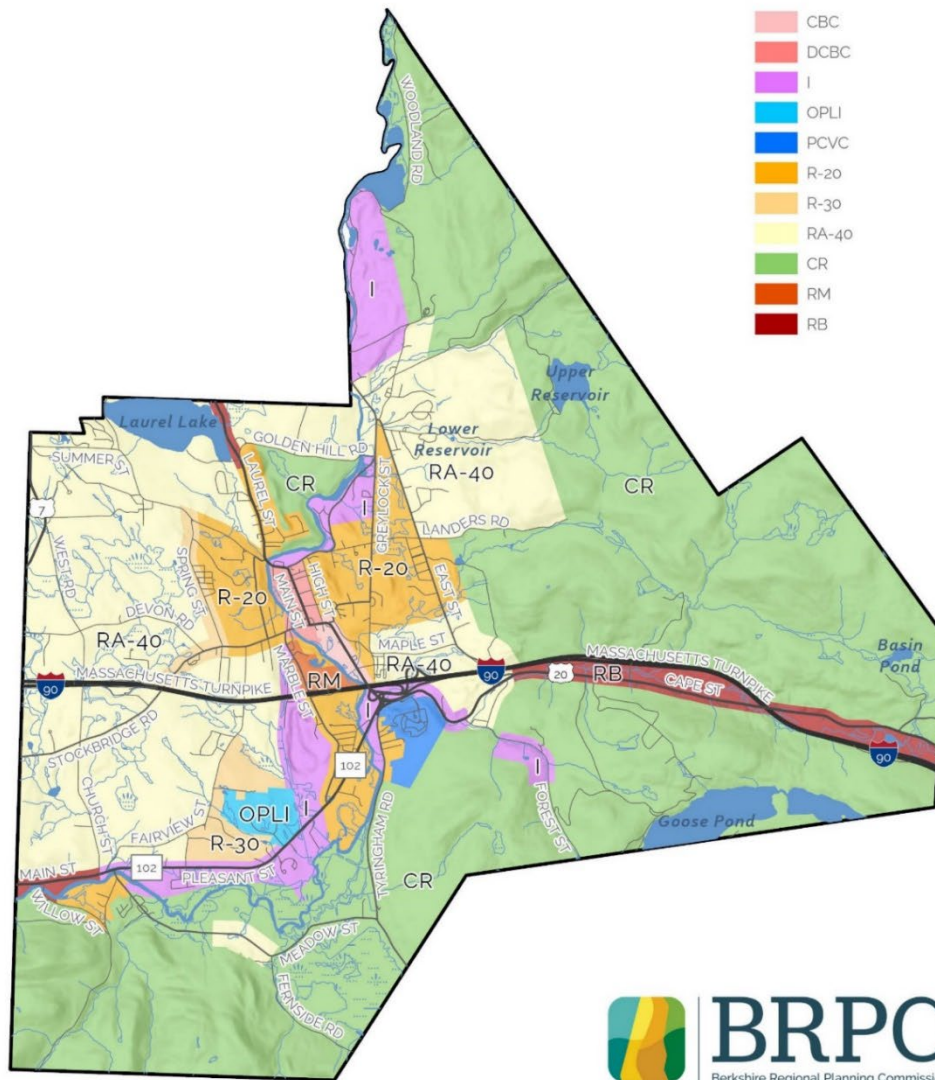 CBC
DCBC
I
OPLI
PCVC
R-20
R-30
RA-40
CR
RM
RB
WOODLAND RD
I
Upper
Reservoir
Laurel Lake
Lower
Reservoir
GOLDEN HILL RD
SUMMER ST
LAUREL ST
CR
RA-40
CR
7
I
GREYLOCK ST
LANDERS RD
WEST RD
SPRING ST
R-20
MAIN ST
HIGH ST
R-20
EAST ST
DEVON RD
RA-40
MAPLE ST
RA-40
MASSACHUSETTS TURNPIKE
Basin
Pond
MASSACHUSETTS TURNPIKE
MARBLE ST
RM
90
20
RB
CAPE ST
90
STOCKBRIDGE RD
I
102
90
CHURCH ST
OPLI
I
I
FOREST ST
FAIRVIEW ST
R-30
TYRINGHAM RD
Goose Pond
MAIN ST
102
PLEASANT ST
CR
WILLOW ST
MEADOW ST
FERNSIDE RD
BRPC
Berkshire Regional Planning Commissi